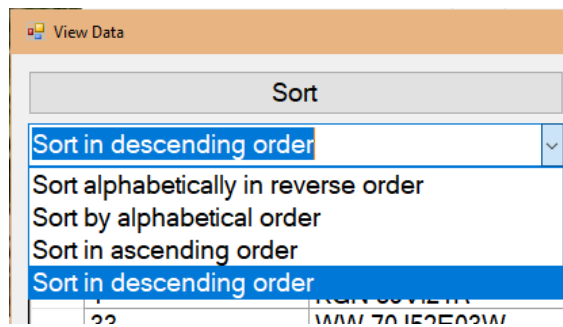 View Data
Sort
Sort in descending order
Sort alphabetically in reverse order
Sort by alphabetical order
Sort in ascending order
Sort in descending order
33